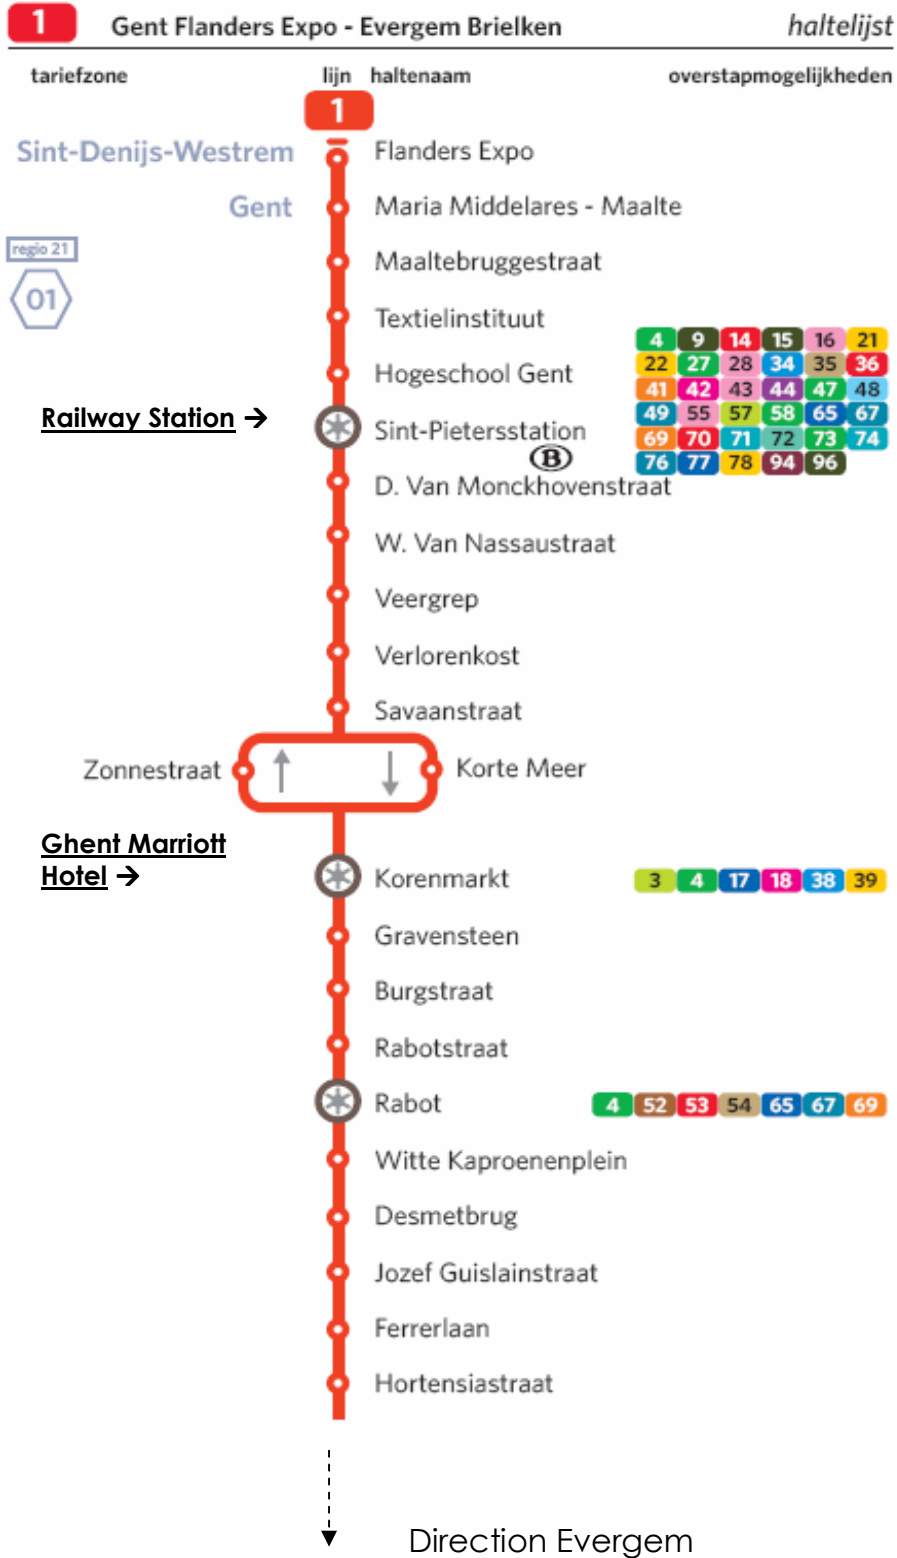 1 Gent Flanders Expo - Evergem Brielken haltelijst
tariefzone lijn haltenaam overstapmogelijkheden
1
Sint-Denijs-Westrem Flanders Expo
Gent Maria Middelares - Maalte
regio 21 Maaltebruggestraat
01
Textielinstituut
4 9 14 15 16 21
22 27 28 34 35 36
Hogeschool Gent
41 42 43 44 47 48
Railway Station →
49 55 57 58 65 67
Sint-Pietersstation
69 70 71 72 73 74
B
76 77 78 94 96
D. Van Monckhovenstraat
W. Van Nassaustraat
Veergrep
Verlorenkost
Savaanstraat
Zonnestraat ↑ ↓ Korte Meer
Ghent Marriott
Hotel →
Korenmarkt 3 4 17 18 38 39
Gravensteen
Burgstraat
Rabotstraat
Rabot 4 52 53 54 65 67 69
Witte Kaproenenplein
Desmetbrug
Jozef Guislainstraat
Ferrerlaan
Hortensiastraat
Direction Evergem